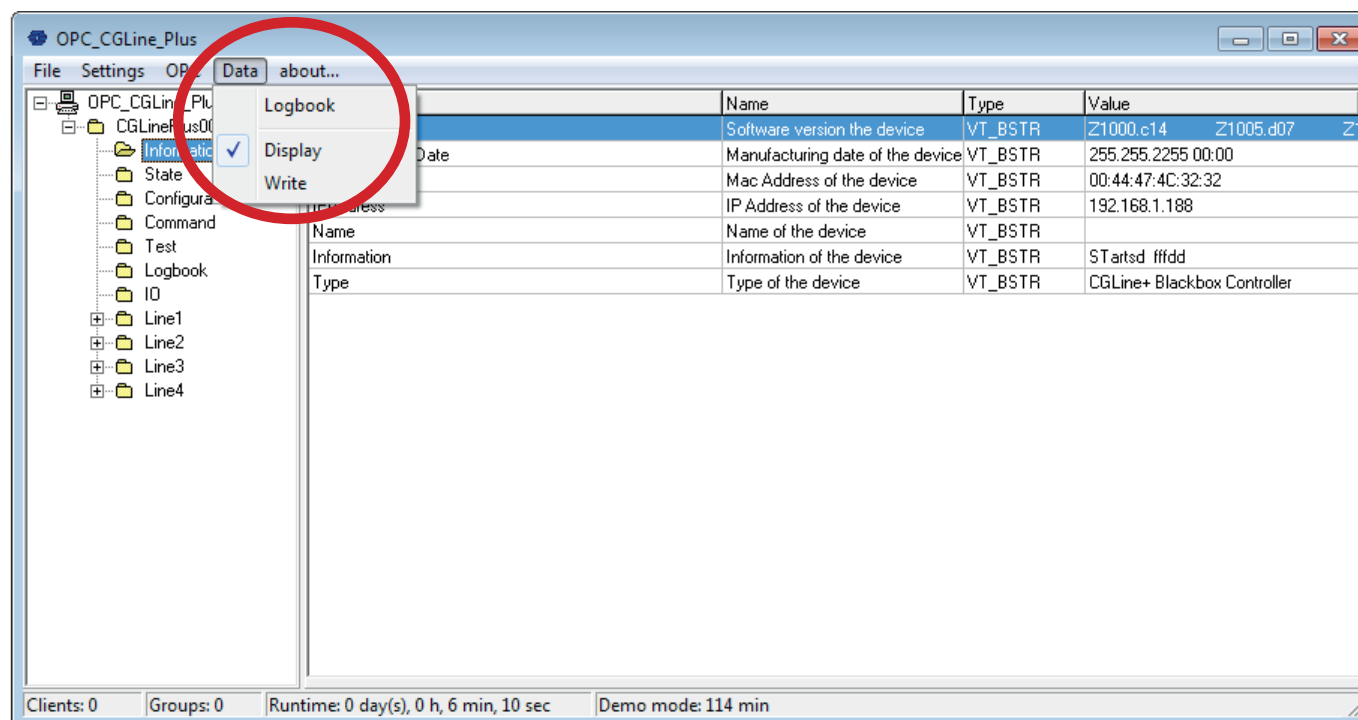 OPC_CGLine_Plus
File Settings OPC Data about...
Logbook
Display
Write
OPC_CGLine_Plu
CGLinePlus00
Informatic
State
Configura
Command
Test
Logbook
IO
Line1
Line2
Line3
Line4
Name Type Value
Software version the device VT_BSTR Z1000.c14 Z1005.d07 Z1
Date Manufacturing date of the device VT_BSTR 255.255.2255 00:00
Mac Address of the device VT_BSTR 00:44:47:4C:32:32
IP Address of the device VT_BSTR 192.168.1.188
Name Name of the device VT_BSTR
Information Information of the device VT_BSTR STartsd fffdd
Type Type of the device VT_BSTR CGLine+ Blackbox Controller
Clients: 0 Groups: 0 Runtime: 0 day(s), 0 h, 6 min, 10 sec Demo mode: 114 min